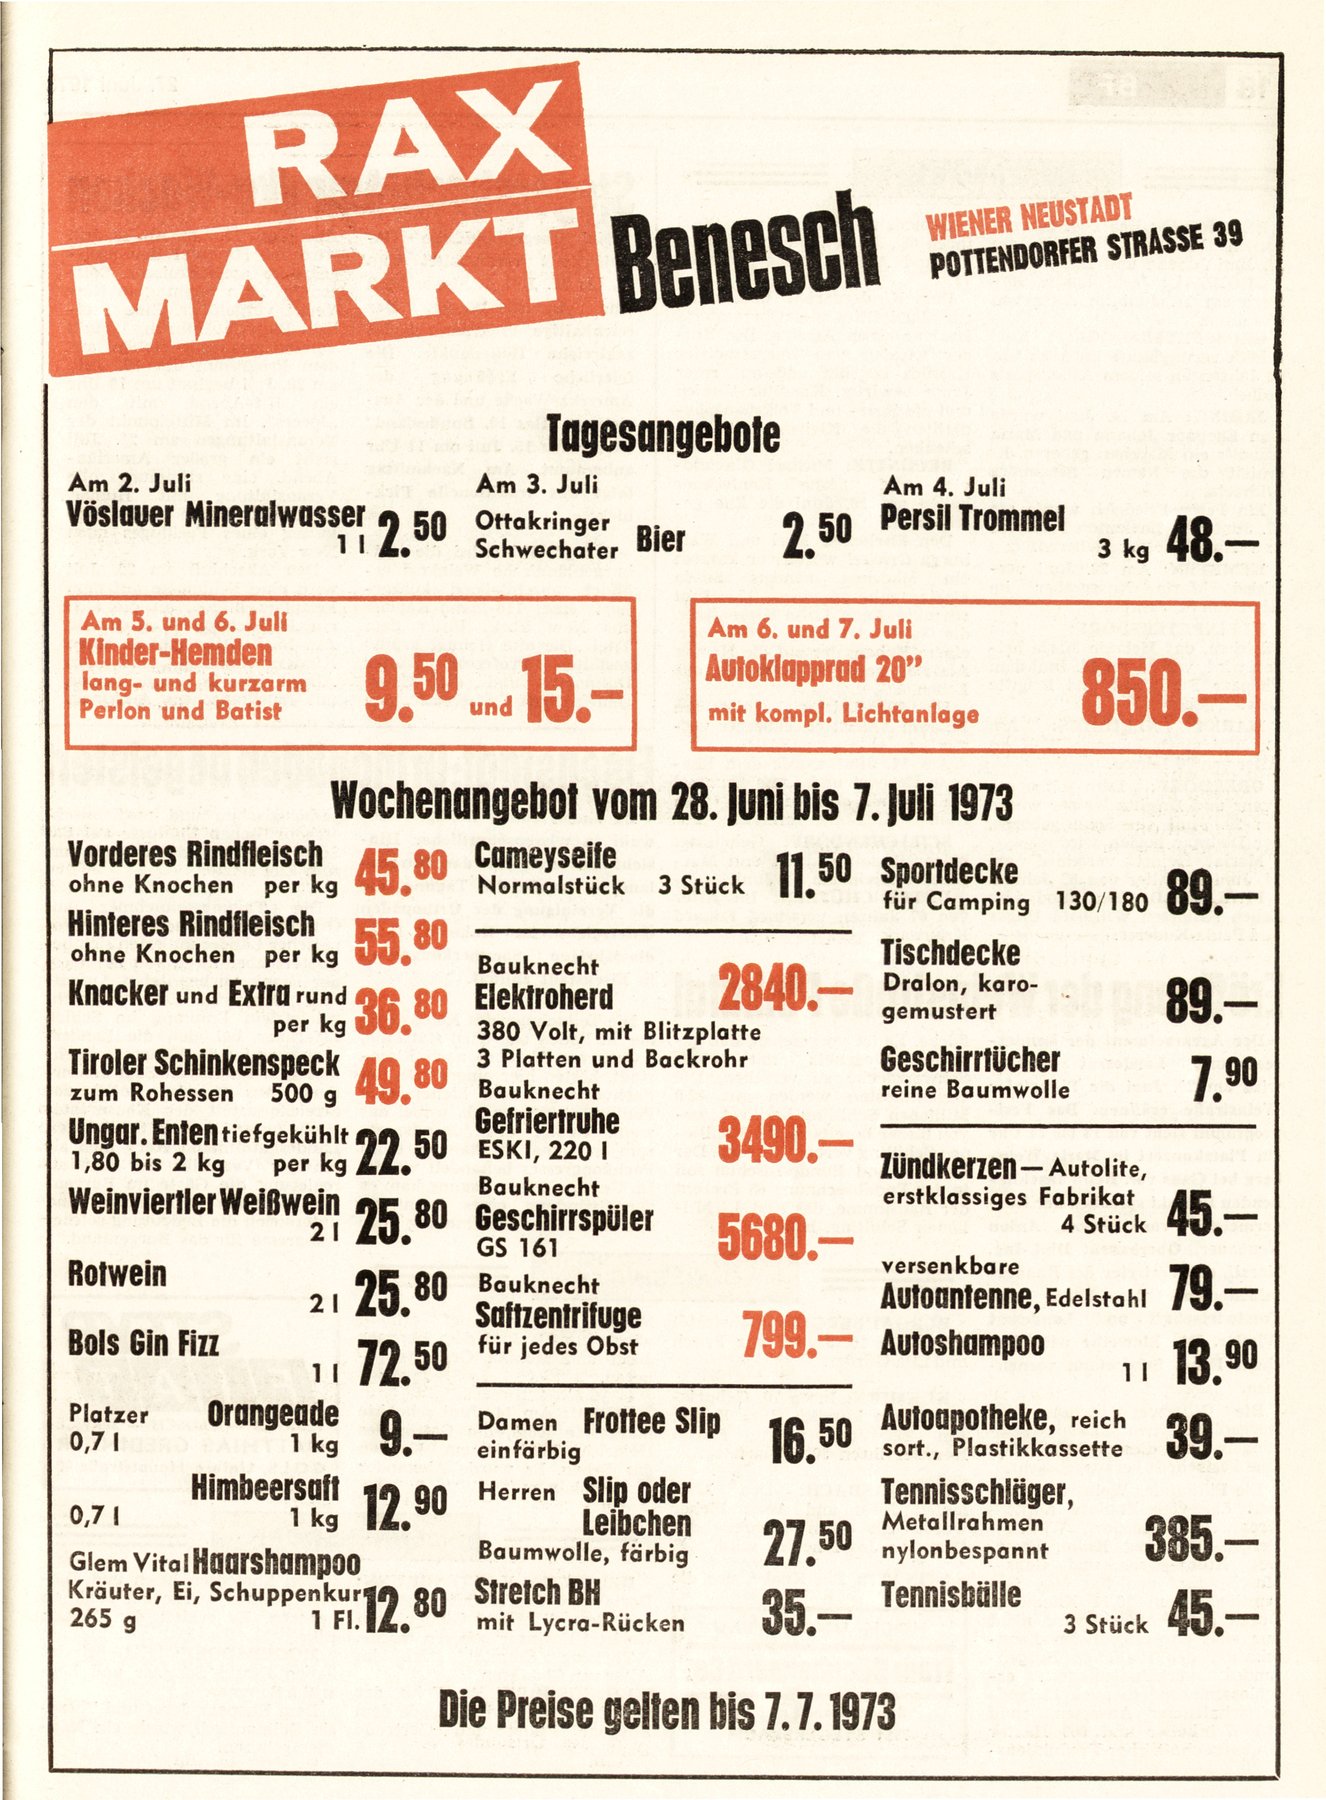 RAX
MARKT
Benesch
WIENER NEUSTADT
POTTENDORFER STRASSE 39
Tagesangebote
Am 2. Juli
Vöslauer Mineralwasser
1 l 2.50
Am 3. Juli
Ottakringer
Schwechater Bier 2.50
Am 4. Juli
Persil Trommel
3 kg 48.—
Am 5. und 6. Juli
Kinder-Hemden
lang- und kurzarm
Perlon und Batist 9.50 und 15.—
Am 6. und 7. Juli
Autoklapprad 20”
mit kompl. Lichtanlage 850.—
Wochenangebot vom 28. Juni bis 7. Juli 1973
Vorderes Rindfleisch
ohne Knochen per kg 45.80
Hinteres Rindfleisch
ohne Knochen per kg 55.80
Knacker und Extra rund
per kg 36.80
Tiroler Schinkenspeck
zum Rohessen 500 g 49.80
Ungar. Enten tiefgekühlt
1,80 bis 2 kg per kg 22.50
Weinviertler Weißwein
2 l 25.80
Rotwein
2 l 25.80
Bols Gin Fizz
1 l 72.50
Platzer Orangeade
0,7 l 1 kg 9.—
Himbeersaft
0,7 l 1 kg 12.90
Glem Vital Haarshampoo
Kräuter, Ei, Schuppenkur
265 g 1 Fl. 12.80
Cameyseife
Normalstück 3 Stück 11.50
Bauknecht
Elektroherd 2840.—
380 Volt, mit Blitzplatte
3 Platten und Backrohr
Bauknecht
Gefriertruhe
ESKI, 220 l 3490.—
Bauknecht
Geschirrspüler
GS 161 5680.—
Bauknecht
Saftzentrifuge
für jedes Obst 799.—
Damen Frottee Slip
einfärbig 16.50
Herren Slip oder
Leibchen
Baumwolle, färbig 27.50
Stretch BH
mit Lycra-Rücken 35.—
Sportdecke
für Camping 130/180 89.—
Tischdecke
Dralon, karo-
gemustert 89.—
Geschirrtücher
reine Baumwolle 7.90
Zündkerzen — Autolite,
erstklassiges Fabrikat
4 Stück 45.—
versenkbare
Autoantenne, Edelstahl 79.—
Autoshampoo
1 l 13.90
Autoapotheke, reich
sort., Plastikkassette 39.—
Tennisschläger,
Metallrahmen
nylonbespannt 385.—
Tennisbälle
3 Stück 45.—
Die Preise gelten bis 7. 7. 1973